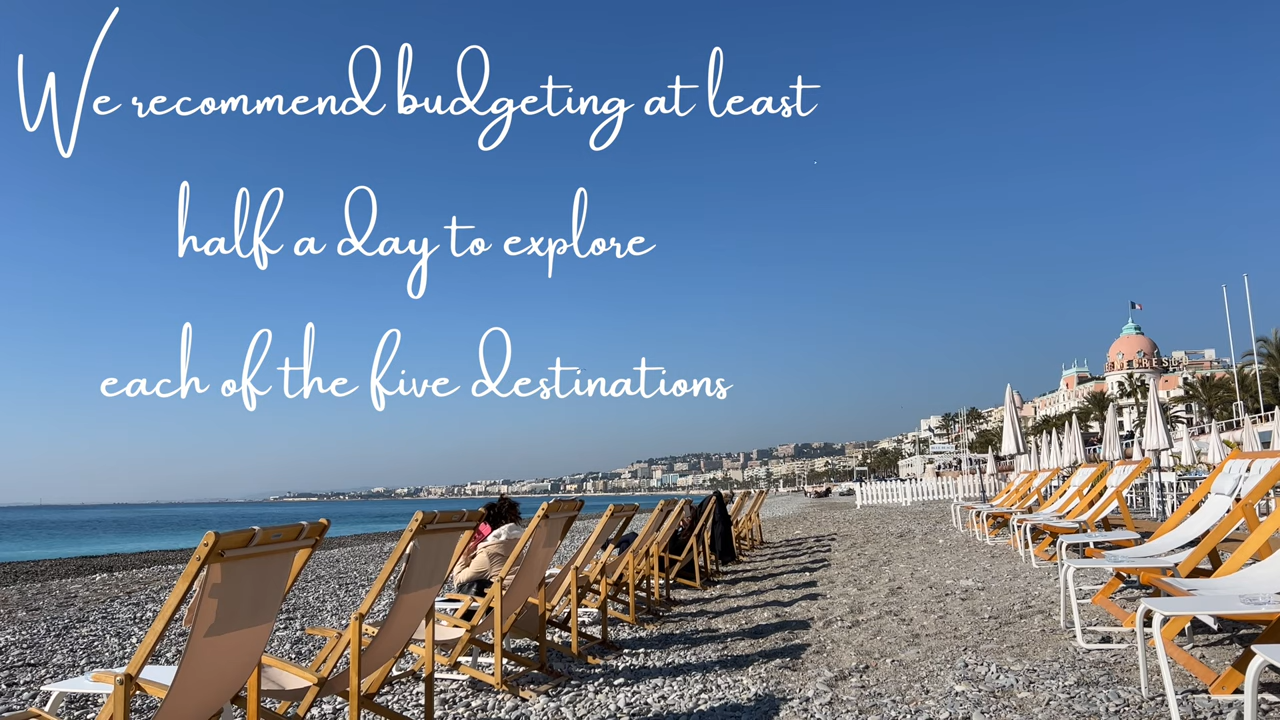 We recommend budgeting at least
half a day to explore
each of the five destinations